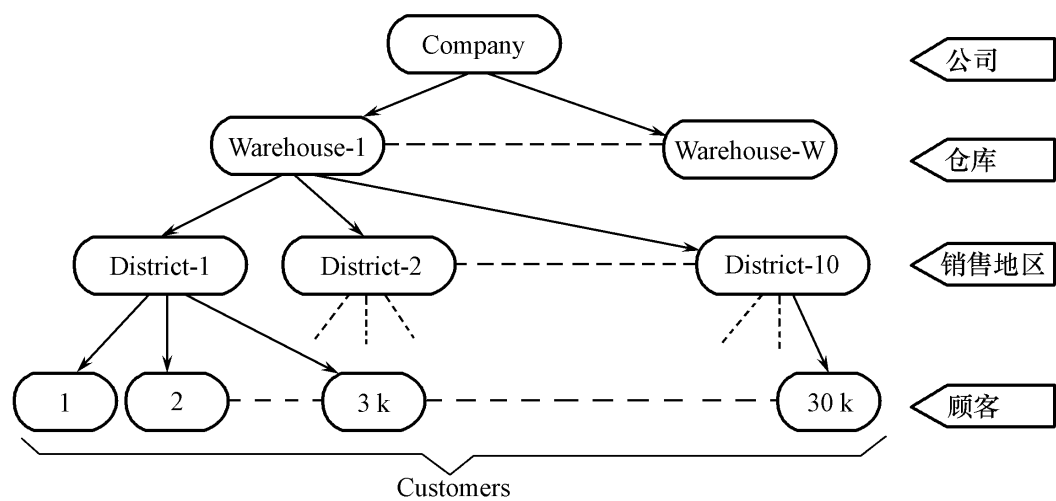 Company
公司
Warehouse-1
Warehouse-W
仓库
District-1
District-2
District-10
销售地区
1
2
3 k
30 k
顾客
Customers